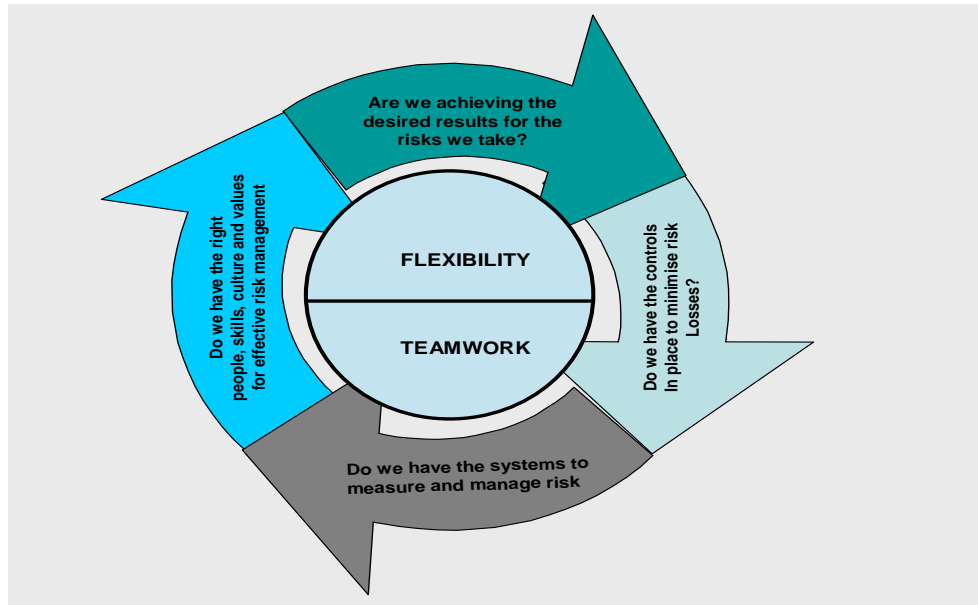 Are we achieving the
desired results for the
risks we take?
Do we have the controls
In place to minimise risk
Losses?
Do we have the systems to
measure and manage risk
Do we have the right
people, skills, culture and values
for effective risk management
FLEXIBILITY
TEAMWORK